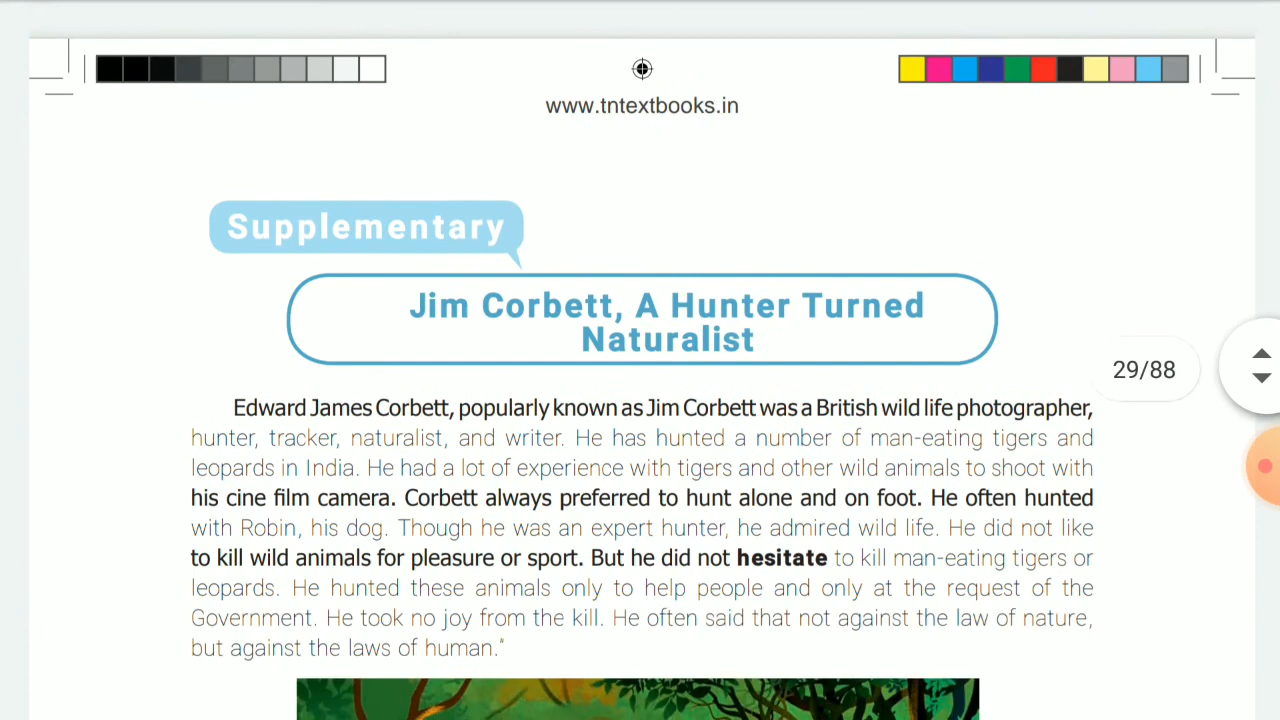 www.tntextbooks.in
Supplementary
Jim Corbett, A Hunter Turned
Naturalist
29/88
Edward James Corbett, popularly known as Jim Corbett was a British wild life photographer,
hunter, tracker, naturalist, and writer. He has hunted a number of man-eating tigers and
leopards in India. He had a lot of experience with tigers and other wild animals to shoot with
his cine film camera. Corbett always preferred to hunt alone and on foot. He often hunted
with Robin, his dog. Though he was an expert hunter, he admired wild life. He did not like
to kill wild animals for pleasure or sport. But he did not hesitate to kill man-eating tigers or
leopards. He hunted these animals only to help people and only at the request of the
Government. He took no joy from the kill. He often said that not against the law of nature,
but against the laws of human."